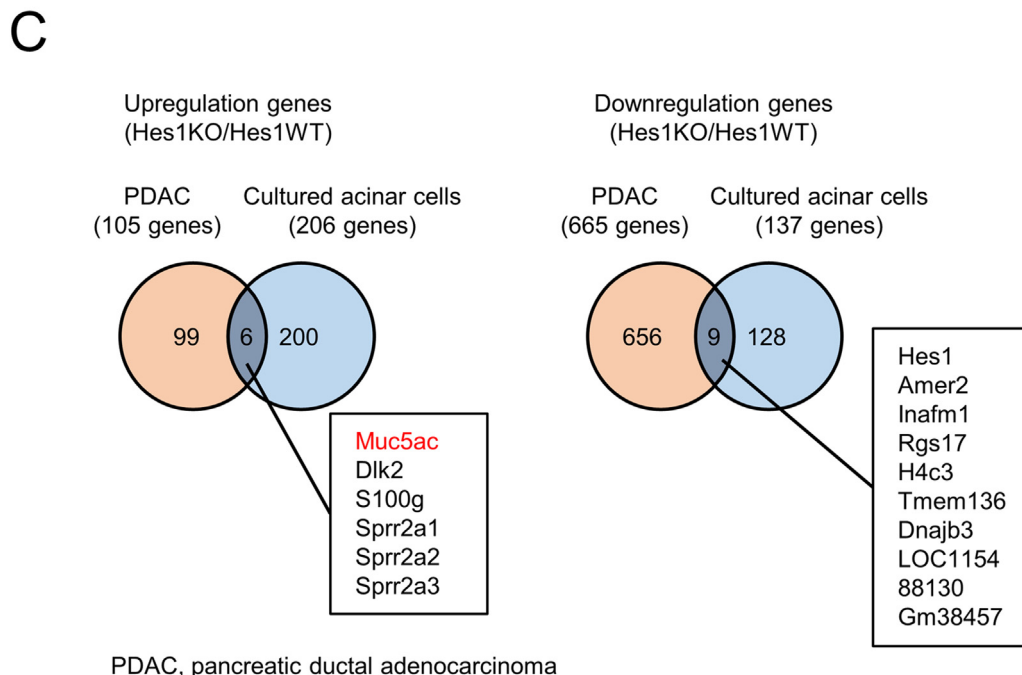 C
Upregulation genes
(Hes1KO/Hes1WT)
PDAC
(105 genes)
Cultured acinar cells
(206 genes)
99
6
200
Muc5ac
Dlk2
S100g
Sprr2a1
Sprr2a2
Sprr2a3
Downregulation genes
(Hes1KO/Hes1WT)
PDAC
(665 genes)
Cultured acinar cells
(137 genes)
656
9
128
Hes1
Amer2
Inafm1
Rgs17
H4c3
Tmem136
Dnajb3
LOC1154
88130
Gm38457
PDAC, pancreatic ductal adenocarcinoma